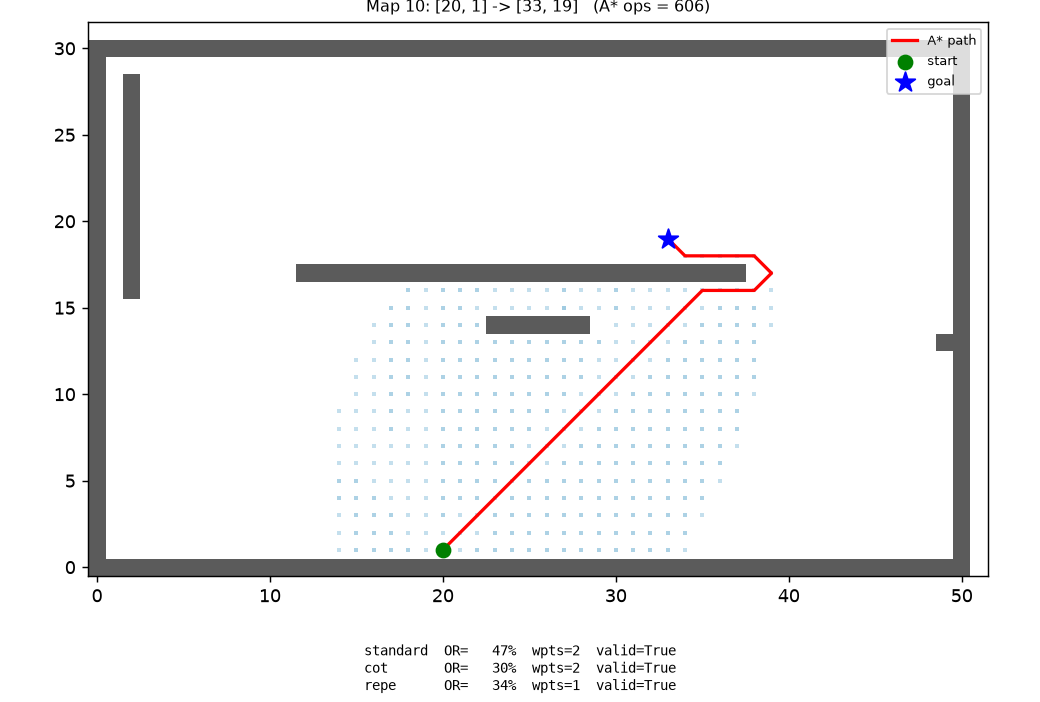 Map 10: [20, 1] -> [33, 19]   (A* ops = 606)
A* path
start
goal
30
25
20
15
10
5
0
0 10 20 30 40 50
standard  OR=   47%  wpts=2  valid=True
cot       OR=   30%  wpts=2  valid=True
repe      OR=   34%  wpts=1  valid=True